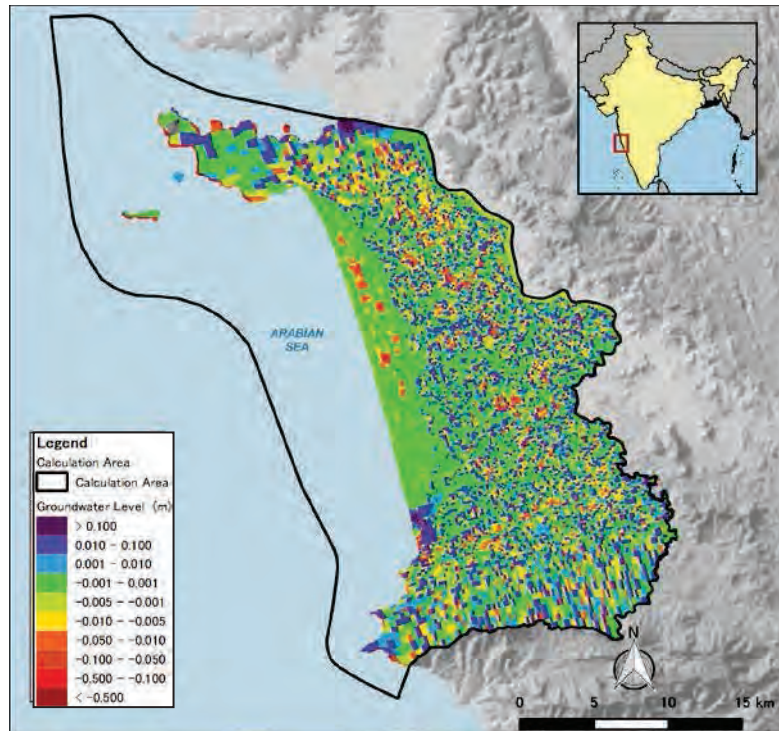 ARABIAN
SEA
Legend
Calculation Area
Calculation Area
Groundwater Level (m)
> 0.100
0.010 - 0.100
0.001 - 0.010
-0.001 - 0.001
-0.005 - -0.001
-0.010 - -0.005
-0.050 - -0.010
-0.100 - -0.050
-0.500 - -0.100
< -0.500
N
0 5 10 15 km